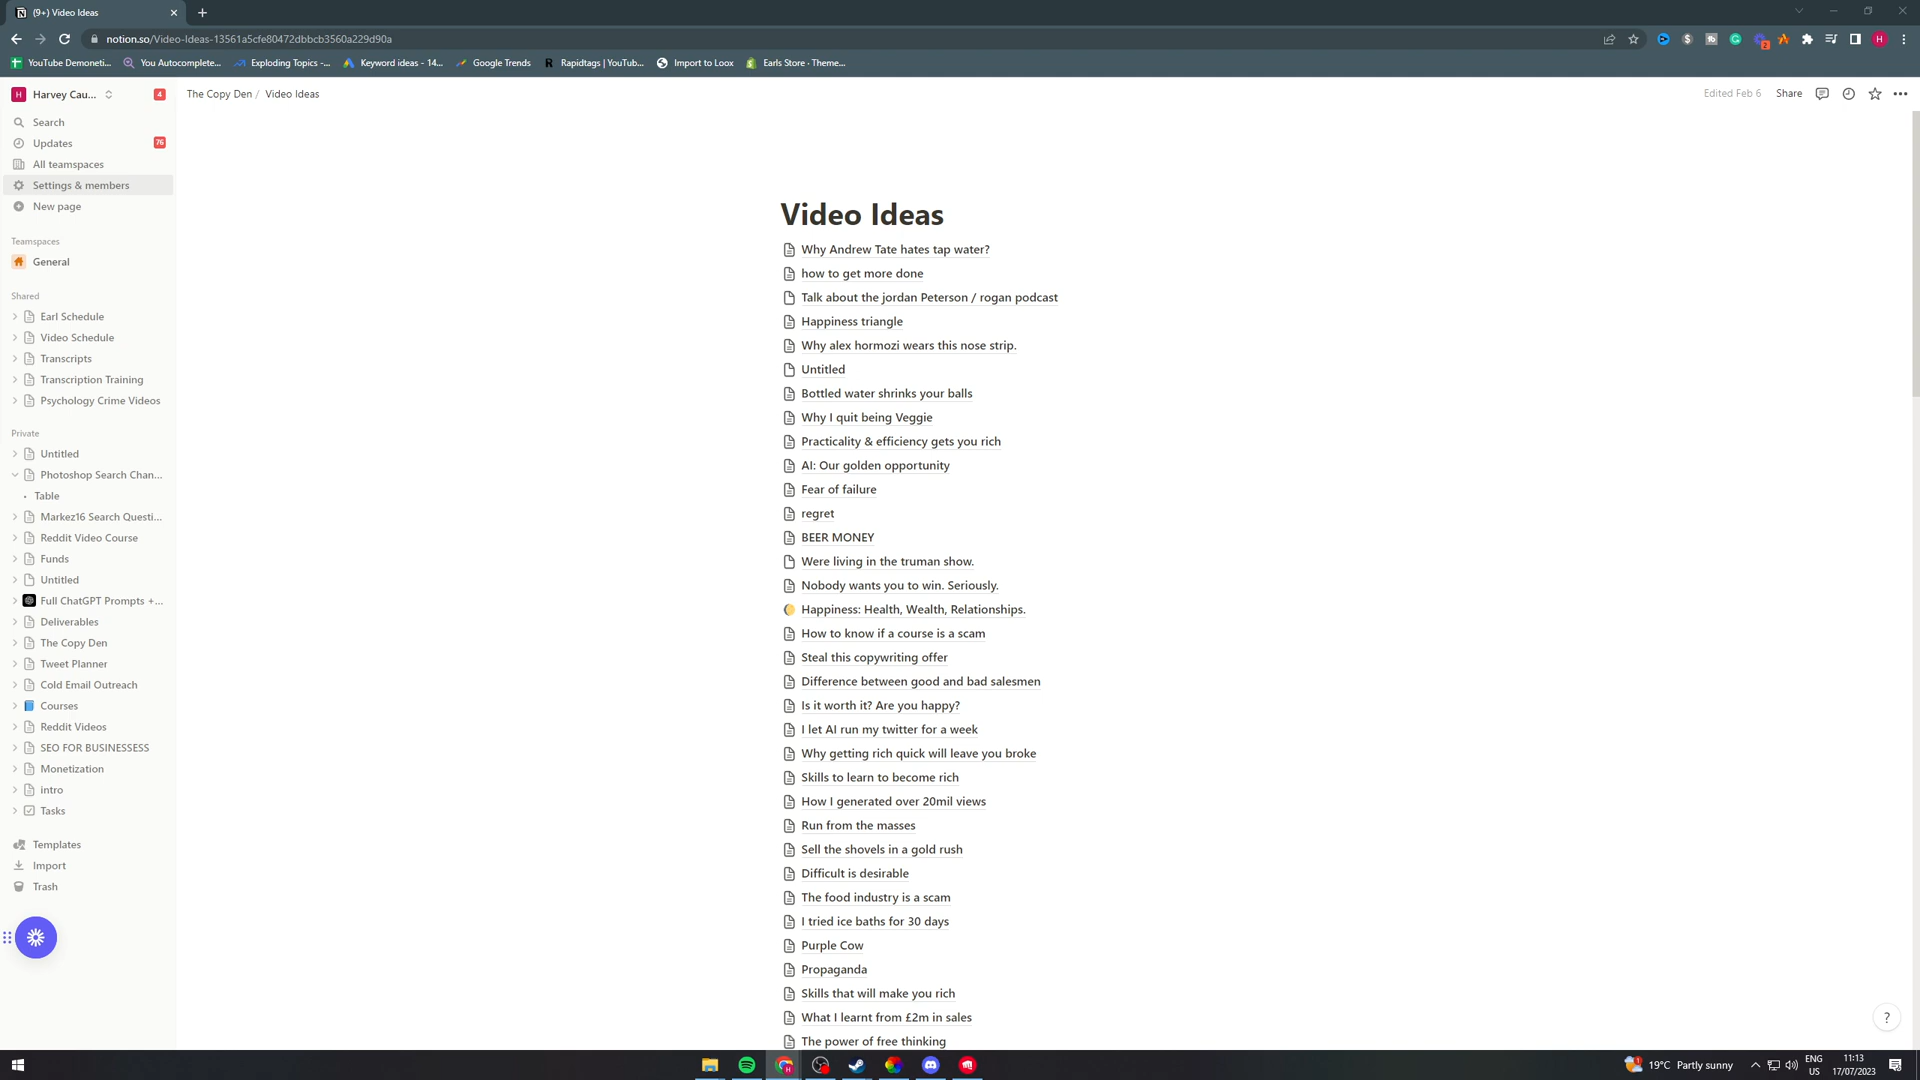 (9+) Video Ideas
notion.so/Video-Ideas-13561a5cfe80472dbbcb3560a229d90a
YouTube Demoneti...
You Autocomplete...
Exploding Topics -...
Keyword ideas - 14...
Google Trends
Rapidtags | YouTub...
Import to Loox
Earls Store · Theme...
Harvey Cau... 4
The Copy Den / Video Ideas
Edited Feb 6
Share
Search
Updates 76
All teamspaces
Settings & members
New page
Teamspaces
General
Shared
Earl Schedule
Video Schedule
Transcripts
Transcription Training
Psychology Crime Videos
Private
Untitled
Photoshop Search Chan...
Table
Markez16 Search Questi...
Reddit Video Course
Funds
Untitled
Full ChatGPT Prompts +...
Deliverables
The Copy Den
Tweet Planner
Cold Email Outreach
Courses
Reddit Videos
SEO FOR BUSINESSESS
Monetization
intro
Tasks
Templates
Import
Trash
Video Ideas
Why Andrew Tate hates tap water?
how to get more done
Talk about the jordan Peterson / rogan podcast
Happiness triangle
Why alex hormozi wears this nose strip.
Untitled
Bottled water shrinks your balls
Why I quit being Veggie
Practicality & efficiency gets you rich
AI: Our golden opportunity
Fear of failure
regret
BEER MONEY
Were living in the truman show.
Nobody wants you to win. Seriously.
Happiness: Health, Wealth, Relationships.
How to know if a course is a scam
Steal this copywriting offer
Difference between good and bad salesmen
Is it worth it? Are you happy?
I let AI run my twitter for a week
Why getting rich quick will leave you broke
Skills to learn to become rich
How I generated over 20mil views
Run from the masses
Sell the shovels in a gold rush
Difficult is desirable
The food industry is a scam
I tried ice baths for 30 days
Purple Cow
Propaganda
Skills that will make you rich
What I learnt from £2m in sales
The power of free thinking
?
19°C Partly sunny
ENG
US
11:13
17/07/2023